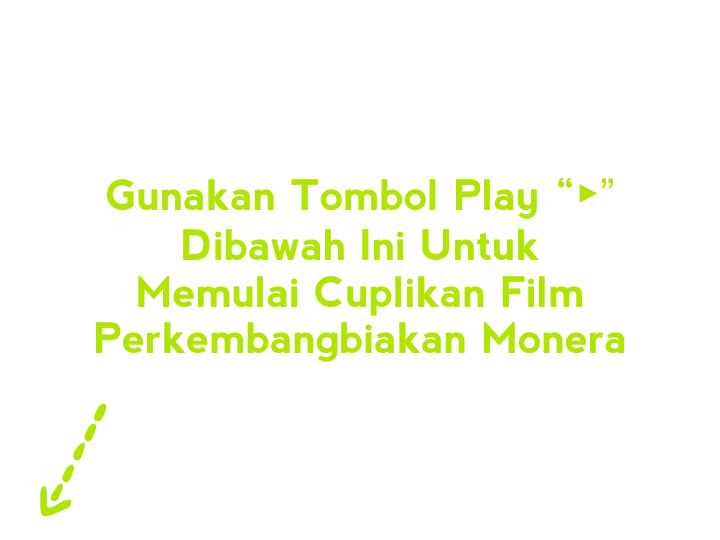 Gunakan Tombol Play “▶”
Dibawah Ini Untuk
Memulai Cuplikan Film
Perkembangbiakan Monera